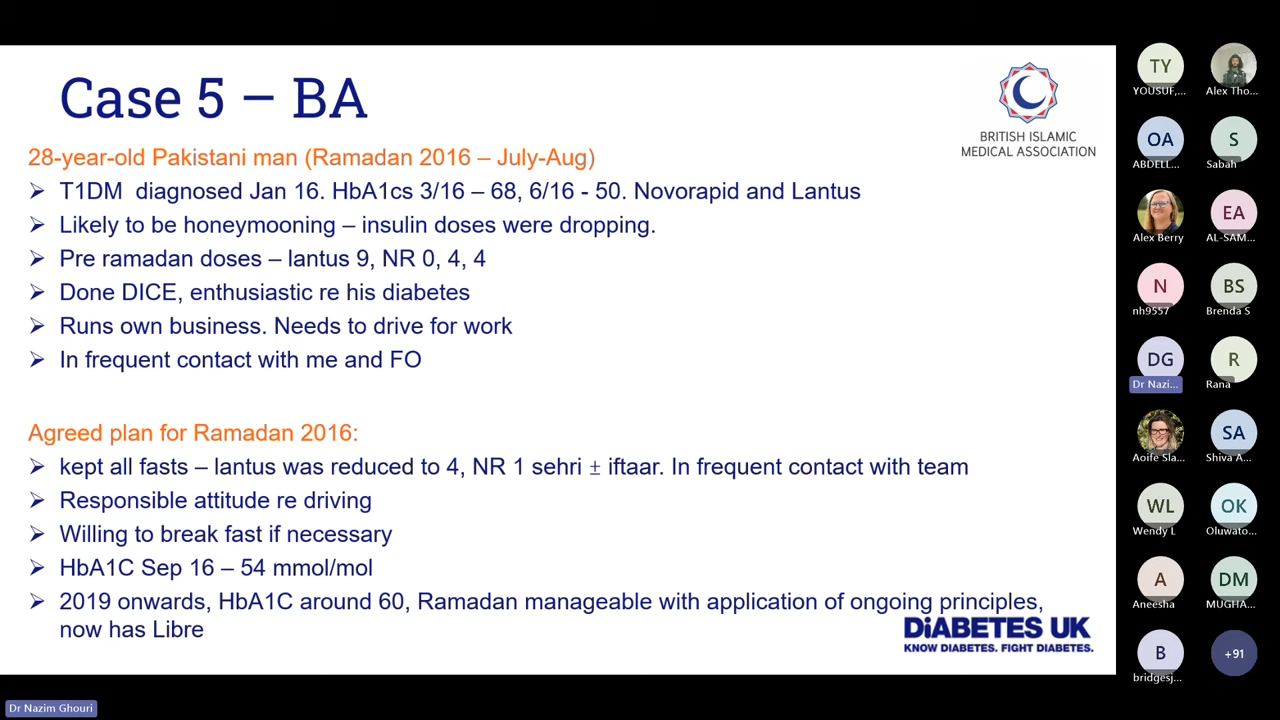 Case 5 – BA
BRITISH ISLAMIC
MEDICAL ASSOCIATION
28-year-old Pakistani man (Ramadan 2016 – July-Aug)
➢ T1DM  diagnosed Jan 16. HbA1cs 3/16 – 68, 6/16 - 50. Novorapid and Lantus
➢ Likely to be honeymooning – insulin doses were dropping.
➢ Pre ramadan doses – lantus 9, NR 0, 4, 4
➢ Done DICE, enthusiastic re his diabetes
➢ Runs own business. Needs to drive for work
➢ In frequent contact with me and FO
Agreed plan for Ramadan 2016:
➢ kept all fasts – lantus was reduced to 4, NR 1 sehri ± iftaar. In frequent contact with team
➢ Responsible attitude re driving
➢ Willing to break fast if necessary
➢ HbA1C Sep 16 – 54 mmol/mol
➢ 2019 onwards, HbA1C around 60, Ramadan manageable with application of ongoing principles,
now has Libre
DiABETES UK
KNOW DIABETES. FIGHT DIABETES.
TY
YOUSUF,...
Alex Tho...
OA
ABDELL...
S
Sabah
Alex Berry
EA
AL-SAM...
N
nh9557
BS
Brenda S
DG
Dr Nazi...
R
Rana
Aoife Sla...
SA
Shiva A...
WL
Wendy L
OK
Oluwato...
A
Aneesha
DM
MUGHA...
B
bridgesj...
+91
Dr Nazim Ghouri